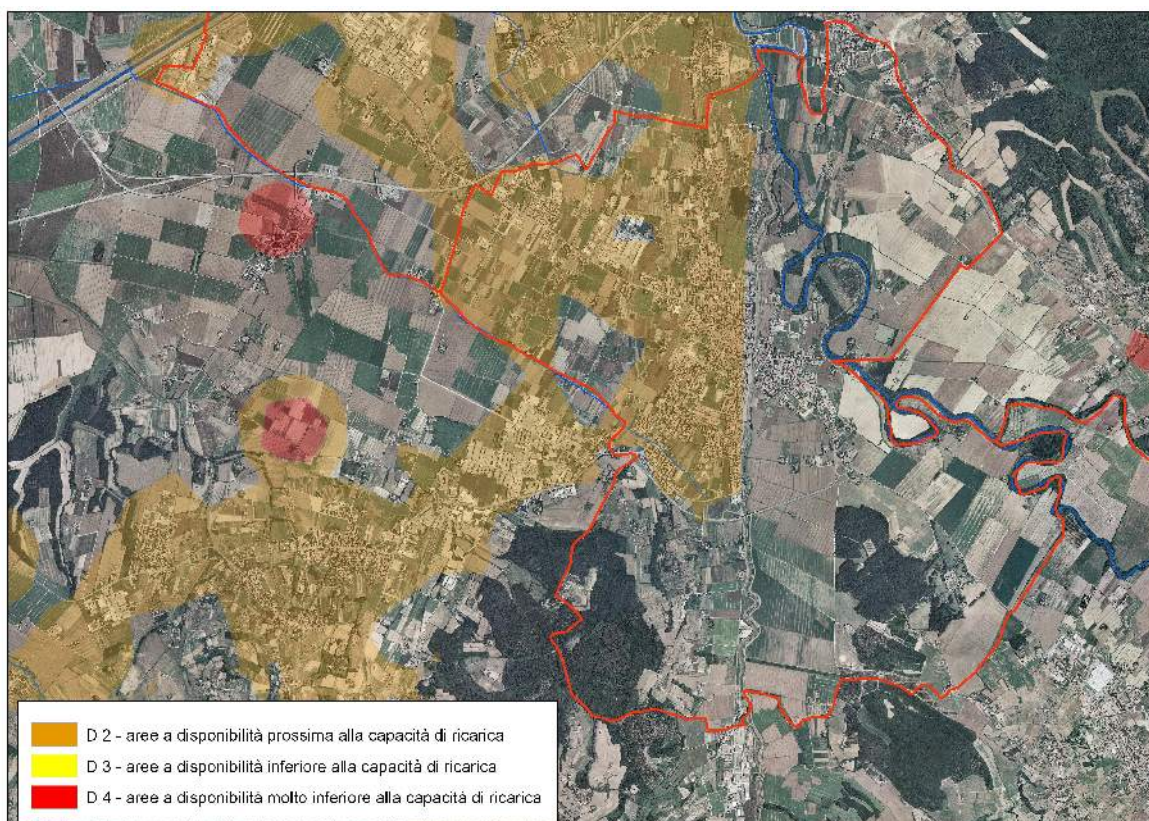 D 2 - aree a disponibilità prossima alla capacità di ricarica
D 3 - aree a disponibilità inferiore alla capacità di ricarica
D 4 - aree a disponibilità molto inferiore alla capacità di ricarica